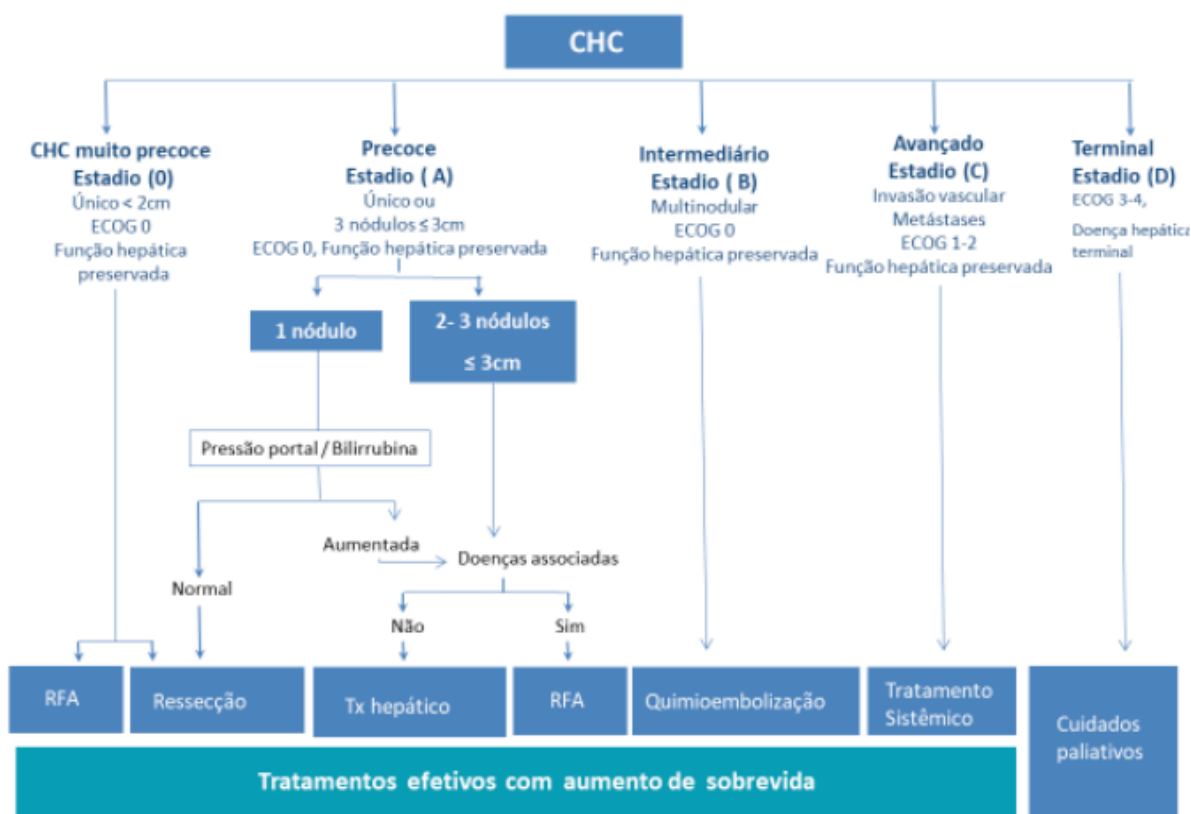 CHC
CHC muito precoce
Estadio (0)
Único < 2cm
ECOG 0
Função hepática
preservada
Precoce
Estadio ( A)
Único ou
3 nódulos ≤ 3cm
ECOG 0, Função hepática preservada
Intermediário
Estadio ( B)
Multinodular
ECOG 0
Função hepática preservada
Avançado
Estadio (C)
Invasão vascular
Metástases
ECOG 1-2
Função hepática preservada
Terminal
Estadio (D)
ECOG 3-4,
Doença hepática
terminal
1 nódulo
2- 3 nódulos
≤ 3cm
Pressão portal / Bilirrubina
Aumentada
Doenças associadas
Normal
Não
Sim
RFA
Ressecção
Tx hepático
RFA
Quimioembolização
Tratamento
Sistêmico
Cuidados
paliativos
Tratamentos efetivos com aumento de sobrevida